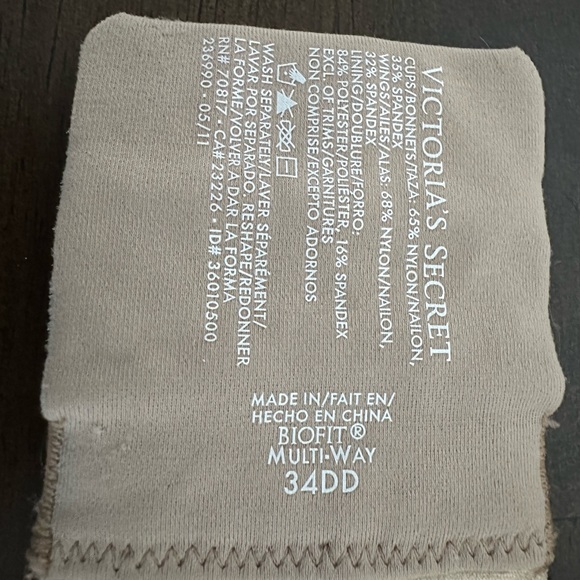 VICTORIA'S SECRET
CUPS/BONNETS/TAZA: 65% NYLON/NAILON,
35% SPANDEX
WINGS/AILES/ALAS: 68% NYLON/NAILON,
32% SPANDEX
LINING/DOUBLURE/FORRO:
84% POLYESTER/POLIÉSTER, 16% SPANDEX
EXCL. OF TRIMS/GARNITURES
NON COMPRISE/EXCEPTO ADORNOS
WASH SEPARATELY/LAVER SÉPARÉMENT/
LAVAR POR SEPARADO, RESHAPE/REDONNER
LA FORME/VOLVER A DAR LA FORMA
RN# 70817 • CA#23226 • ID# 36010500
236990 - 05/11
MADE IN/FAIT EN/
HECHO EN CHINA
BIOFIT®
MULTI-WAY
34DD